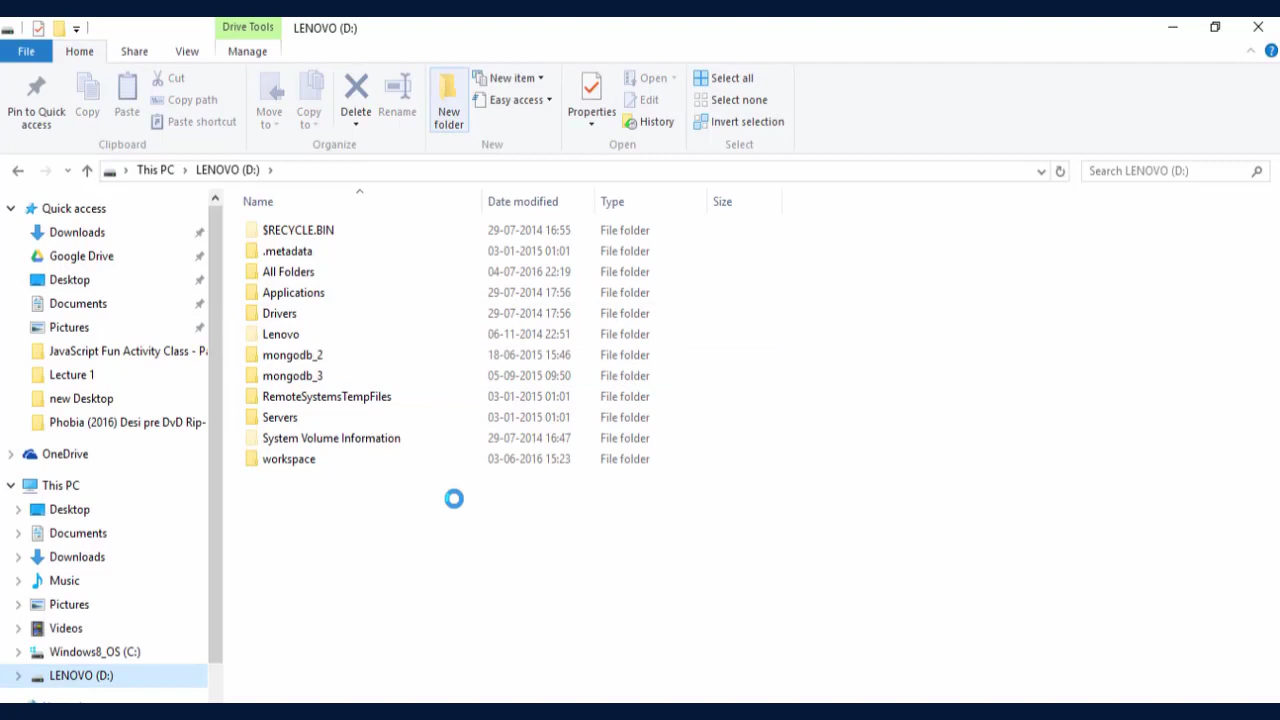 Drive Tools LENOVO (D:)
File Home Share View Manage
Pin to Quick access
Copy
Paste
Cut
Copy path
Paste shortcut
Clipboard
Move to
Copy to
Delete
Rename
Organize
New folder
New item
Easy access
New
Properties
Open
Edit
History
Open
Select all
Select none
Invert selection
Select
This PC LENOVO (D:)
Search LENOVO (D:)
Quick access
Downloads
Google Drive
Desktop
Documents
Pictures
JavaScript Fun Activity Class - Pa
Lecture 1
new Desktop
Phobia (2016) Desi pre DvD Rip-
OneDrive
This PC
Desktop
Documents
Downloads
Music
Pictures
Videos
Windows8_OS (C:)
LENOVO (D:)
Name Date modified Type Size
$RECYCLE.BIN 29-07-2014 16:55 File folder
.metadata 03-01-2015 01:01 File folder
All Folders 04-07-2016 22:19 File folder
Applications 29-07-2014 17:56 File folder
Drivers 29-07-2014 17:56 File folder
Lenovo 06-11-2014 22:51 File folder
mongodb_2 18-06-2015 15:46 File folder
mongodb_3 05-09-2015 09:50 File folder
RemoteSystemsTempFiles 03-01-2015 01:01 File folder
Servers 03-01-2015 01:01 File folder
System Volume Information 29-07-2014 16:47 File folder
workspace 03-06-2016 15:23 File folder